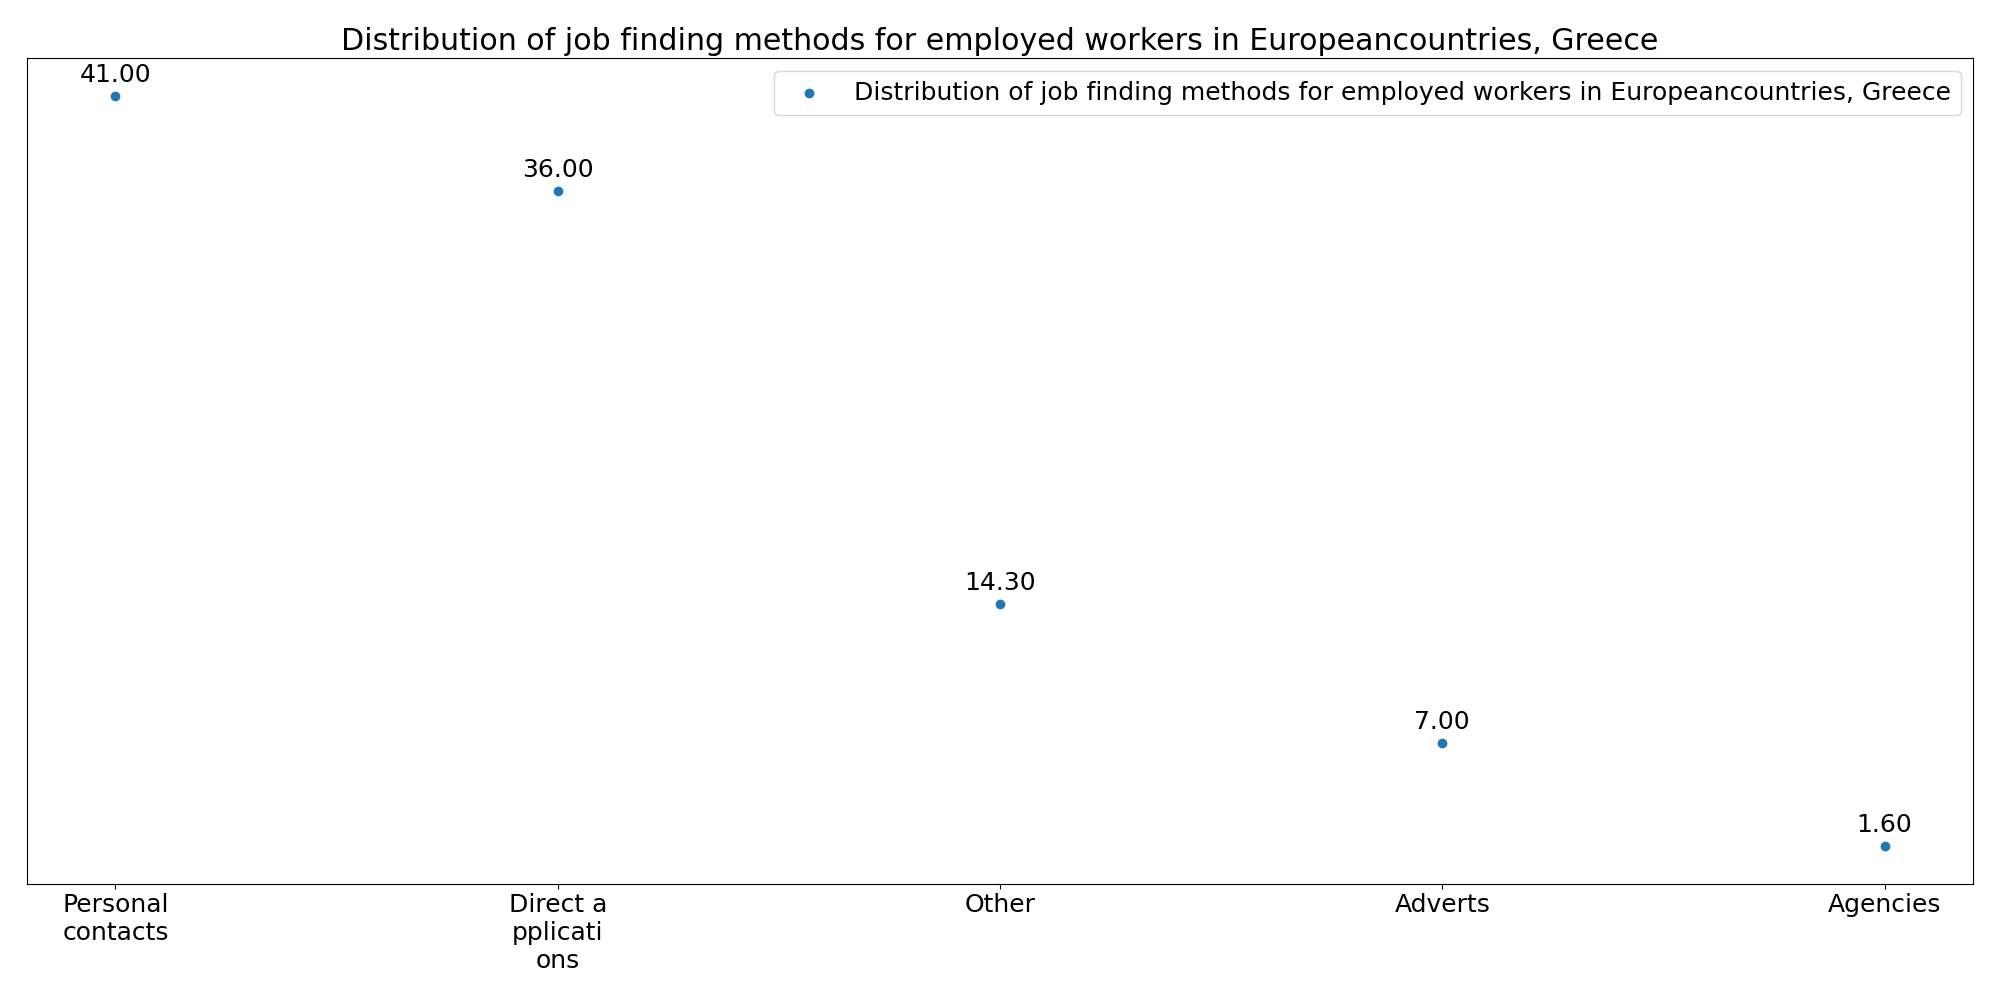 Distribution of job finding methods for employed workers in Europeancountries, Greece
Distribution of job finding methods for employed workers in Europeancountries, Greece
41.00
36.00
14.30
7.00
1.60
Personal
contacts
Direct a
pplicati
ons
Other
Adverts
Agencies